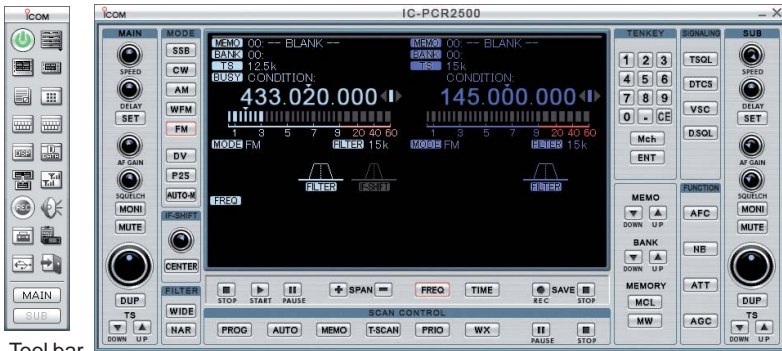 iCOM
MAIN
SUB
Tool bar
iCOM
IC-PCR2500
MAIN
SPEED
DELAY
SET
AF GAIN
SQUELCH
MONI
MUTE
DUP
TS
DOWN UP
MODE
SSB
CW
AM
WFM
FM
DV
P25
AUTO-M
IF-SHIFT
CENTER
FILTER
WIDE
NAR
MEMO 00: -- BLANK --
BANK 00:
TS 12.5k
BUSY CONDITION:
433.020.000
1 3 5 7 9 20 40 60
MODE FM FILTER 15k
FILTER IF-SHIFT
FREQ
MEMO 00: -- BLANK --
BANK 00:
TS 15k
CONDITION:
145.000.000
1 3 5 7 9 20 40 60
MODE FM FILTER 15k
FILTER
STOP START PAUSE
SPAN
FREQ TIME
REC SAVE STOP
SCAN CONTROL
PROG AUTO MEMO T-SCAN PRIO WX
PAUSE STOP
TENKEY
1 2 3
4 5 6
7 8 9
0 . CE
Mch
ENT
MEMO
DOWN UP
BANK
DOWN UP
MEMORY
MCL
MW
SIGNALING
TSQL
DTCS
VSC
DSQL
FUNCTION
AFC
NB
ATT
AGC
SUB
SPEED
DELAY
SET
AF GAIN
SQUELCH
MONI
MUTE
DUP
TS
DOWN UP